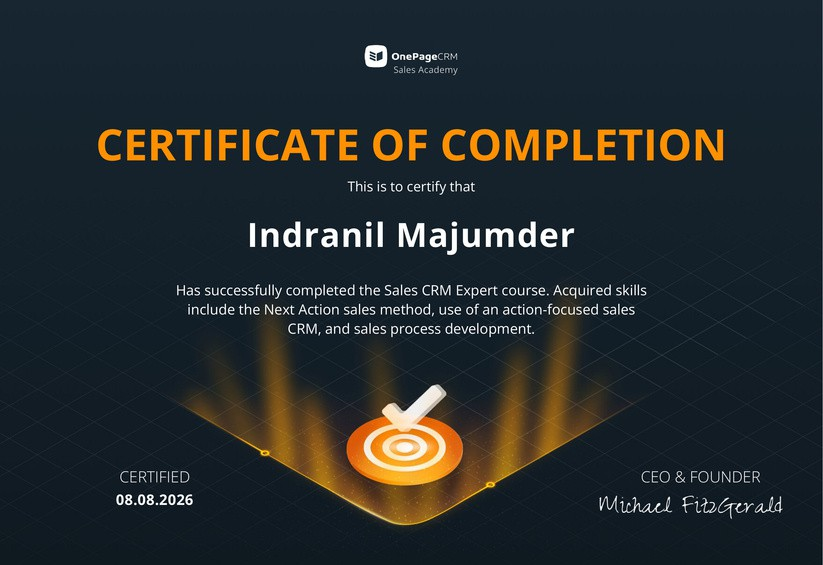 OnePageCRM
Sales Academy
CERTIFICATE OF COMPLETION
This is to certify that
Indranil Majumder
Has successfully completed the Sales CRM Expert course. Acquired skills
include the Next Action sales method, use of an action-focused sales
CRM, and sales process development.
CERTIFIED
08.08.2026
CEO & FOUNDER
Michael FitzGerald